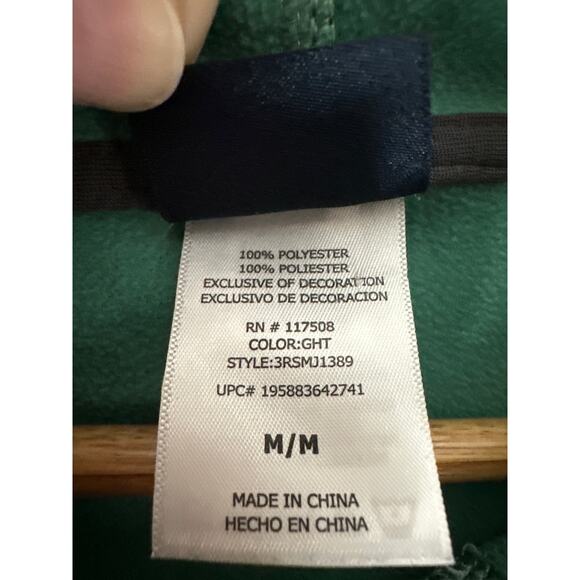 100% POLYESTER
100% POLIESTER
EXCLUSIVE OF DECORATION
EXCLUSIVO DE DECORACION
RN # 117508
COLOR:GHT
STYLE:3RSMJ1389
UPC# 195883642741
M/M
MADE IN CHINA
HECHO EN CHINA